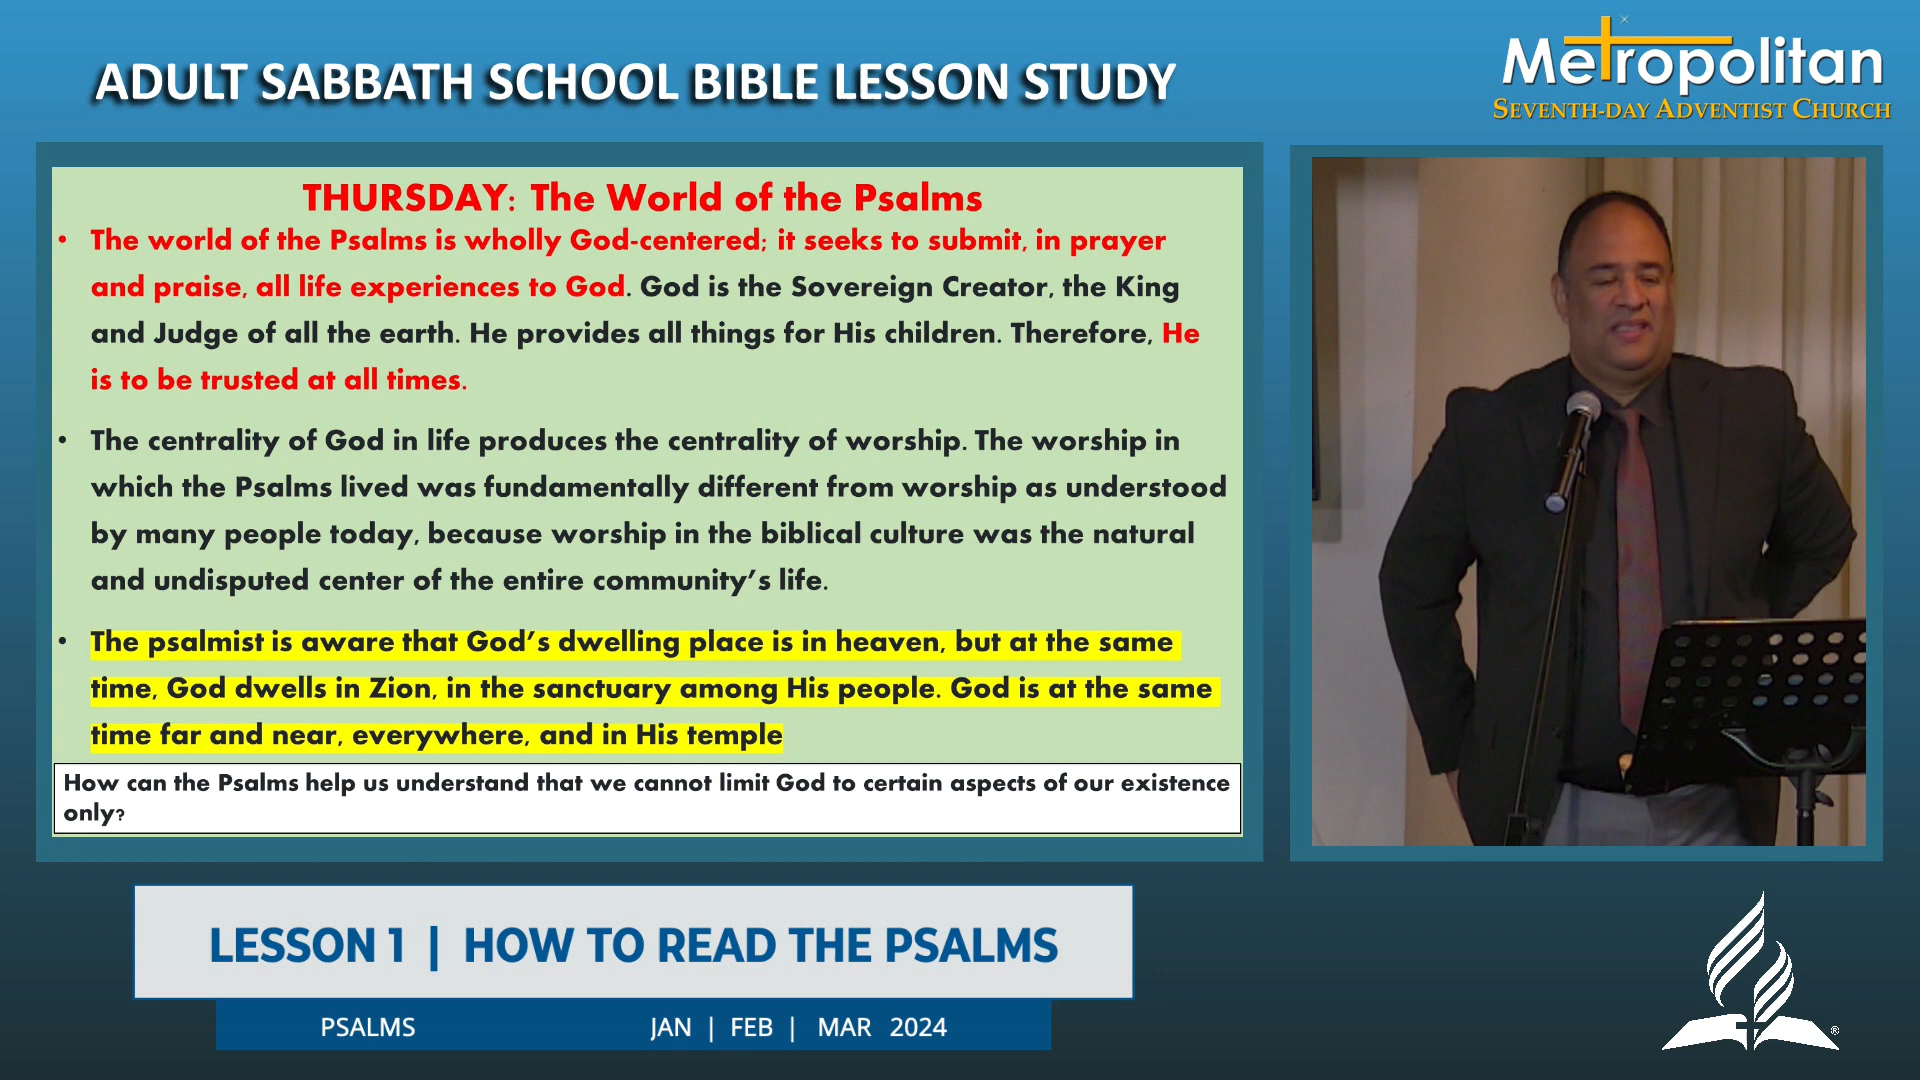 ADULT SABBATH SCHOOL BIBLE LESSON STUDY
Metropolitan
SEVENTH-DAY ADVENTIST CHURCH
THURSDAY: The World of the Psalms
• The world of the Psalms is wholly God-centered; it seeks to submit, in prayer
and praise, all life experiences to God. God is the Sovereign Creator, the King
and Judge of all the earth. He provides all things for His children. Therefore, He
is to be trusted at all times.
• The centrality of God in life produces the centrality of worship. The worship in
which the Psalms lived was fundamentally different from worship as understood
by many people today, because worship in the biblical culture was the natural
and undisputed center of the entire community’s life.
• The psalmist is aware that God’s dwelling place is in heaven, but at the same
time, God dwells in Zion, in the sanctuary among His people. God is at the same
time far and near, everywhere, and in His temple
How can the Psalms help us understand that we cannot limit God to certain aspects of our existence
only?
LESSON 1 | HOW TO READ THE PSALMS
PSALMS JAN | FEB | MAR 2024
®